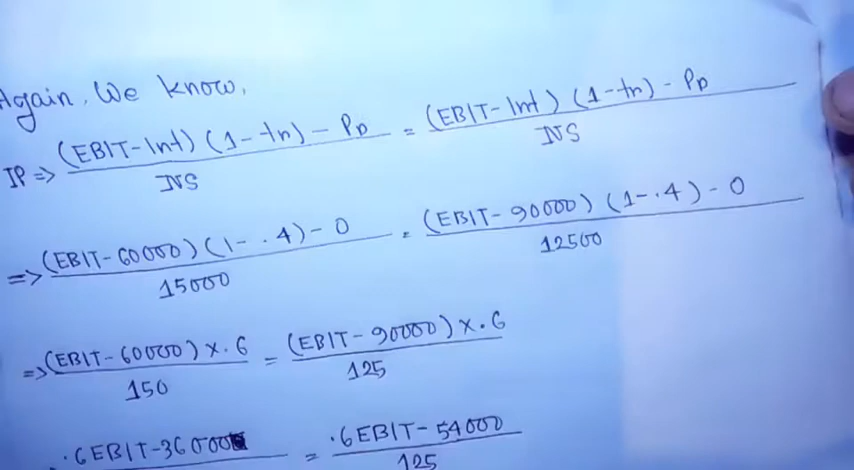 Again, We know,
IP => (EBIT-Int) (1-tn) - PD / NS = (EBIT-Int) (1-tn) - PD / NS
=> (EBIT-60000) (1-.4) - 0 / 15000 = (EBIT-90000) (1-.4) - 0 / 12500
=> (EBIT-60000) x .6 / 150 = (EBIT-90000) x .6 / 125
.6EBIT-36000 = .6EBIT-54000 / 125